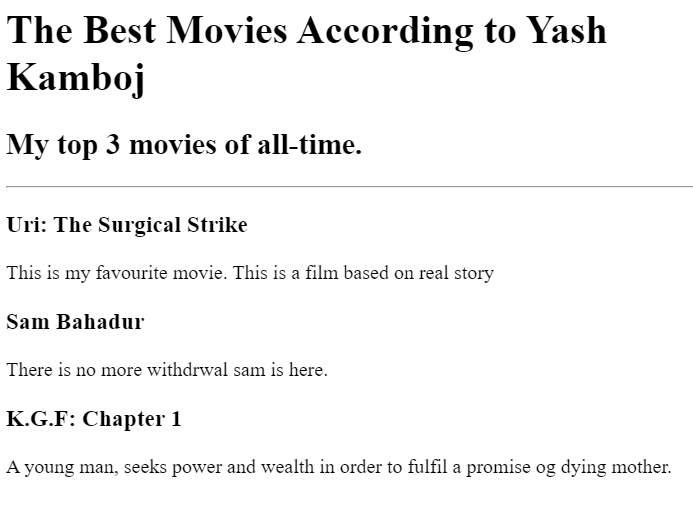 The Best Movies According to Yash
Kamboj
My top 3 movies of all-time.
Uri: The Surgical Strike
This is my favourite movie. This is a film based on real story
Sam Bahadur
There is no more withdrwal sam is here.
K.G.F: Chapter 1
A young man, seeks power and wealth in order to fulfil a promise og dying mother.